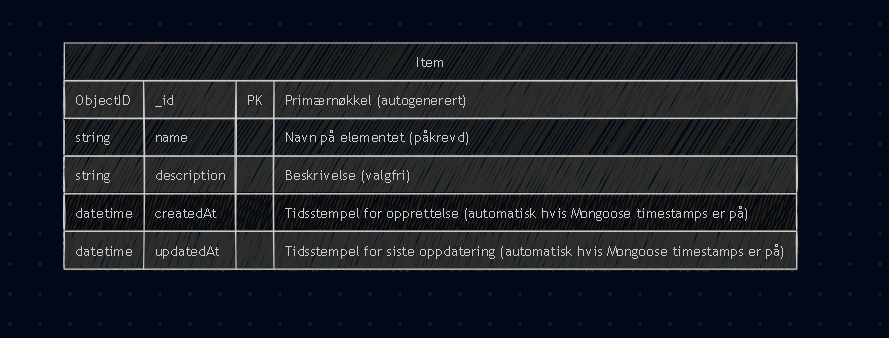 Item
ObjectID _id PK Primærnøkkel (autogenerert)
string name Navn på elementet (påkrevd)
string description Beskrivelse (valgfri)
datetime createdAt Tidsstempel for opprettelse (automatisk hvis Mongoose timestamps er på)
datetime updatedAt Tidsstempel for siste oppdatering (automatisk hvis Mongoose timestamps er på)